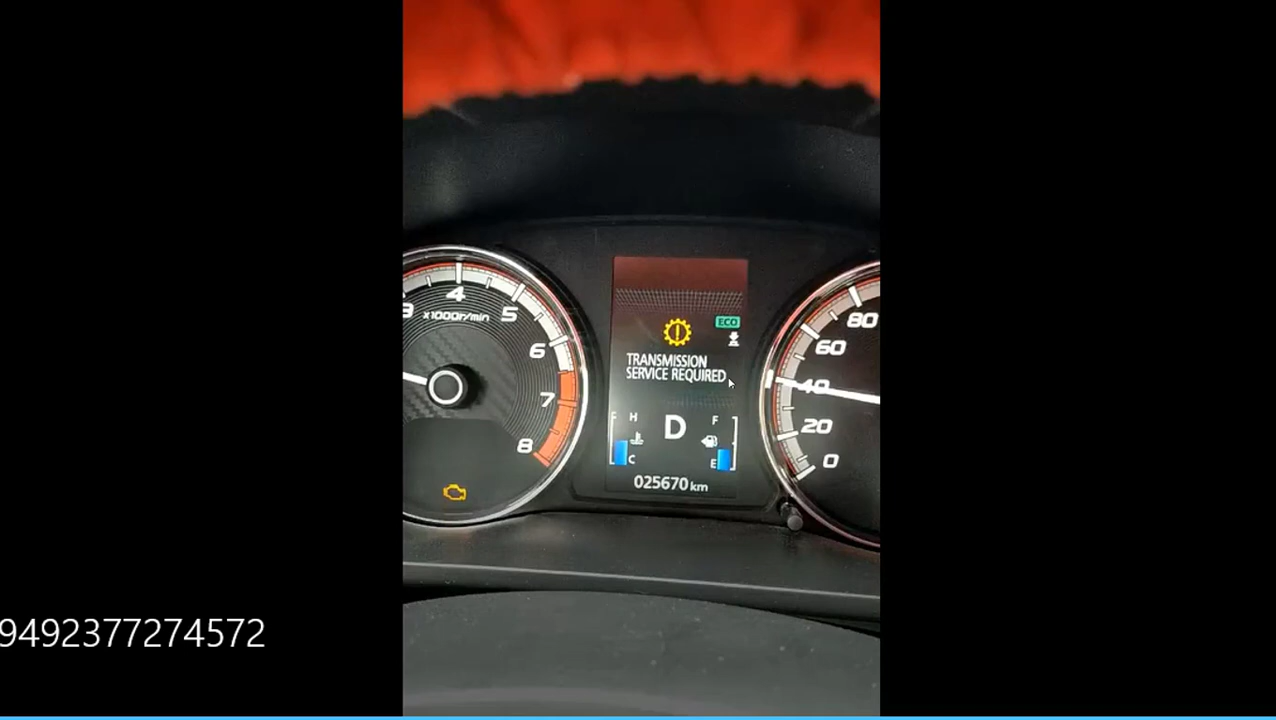 3
4
5
x1000r/min
6
7
8
ECO
TRANSMISSION
SERVICE REQUIRED
H
F
D
C
E
025670 km
80
60
40
20
0
9492377274572